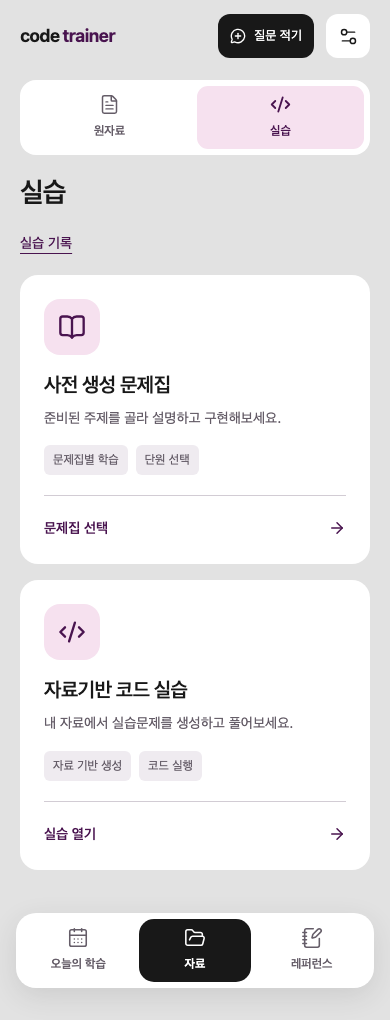 code trainer
질문 적기
원자료
실습
실습
실습 기록
사전 생성 문제집
준비된 주제를 골라 설명하고 구현해보세요.
문제집별 학습
단원 선택
문제집 선택
자료기반 코드 실습
내 자료에서 실습문제를 생성하고 풀어보세요.
자료 기반 생성
코드 실행
실습 열기
오늘의 학습
자료
레퍼런스